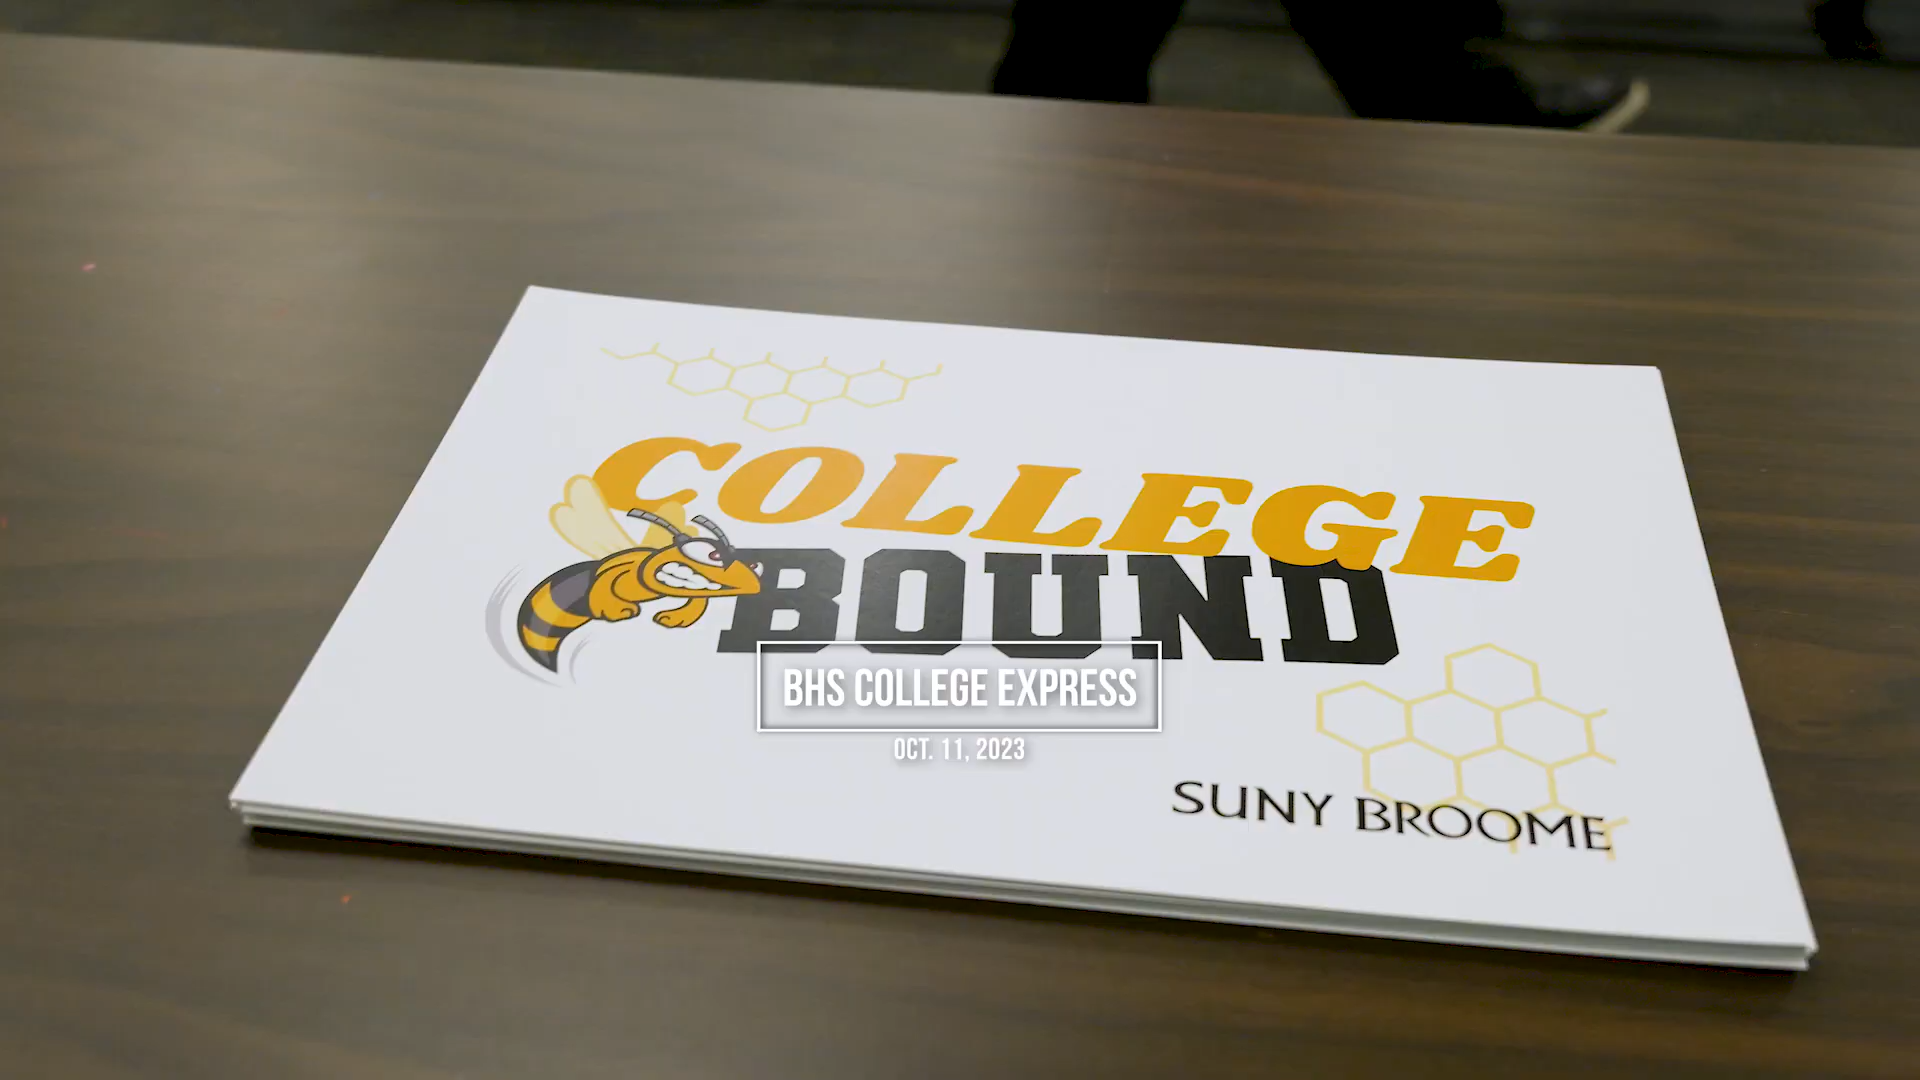 COLLEGE
BOUND
BHS COLLEGE EXPRESS
OCT. 11, 2023
SUNY BROOME